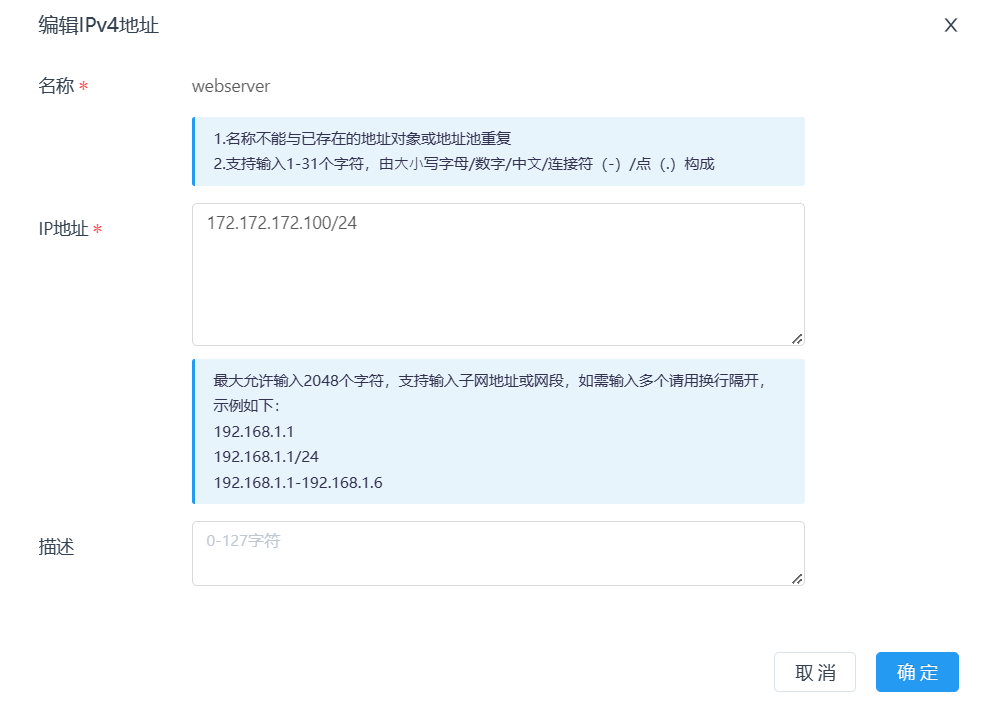 编辑IPv4地址 X
名称 * webserver
1.名称不能与已存在的地址对象或地址池重复
2.支持输入1-31个字符，由大小写字母/数字/中文/连接符（-）/点（.）构成
IP地址 * 172.172.172.100/24
最大允许输入2048个字符，支持输入子网地址或网段，如需输入多个请用换行隔开，
示例如下：
192.168.1.1
192.168.1.1/24
192.168.1.1-192.168.1.6
描述 0-127字符
取消 确定